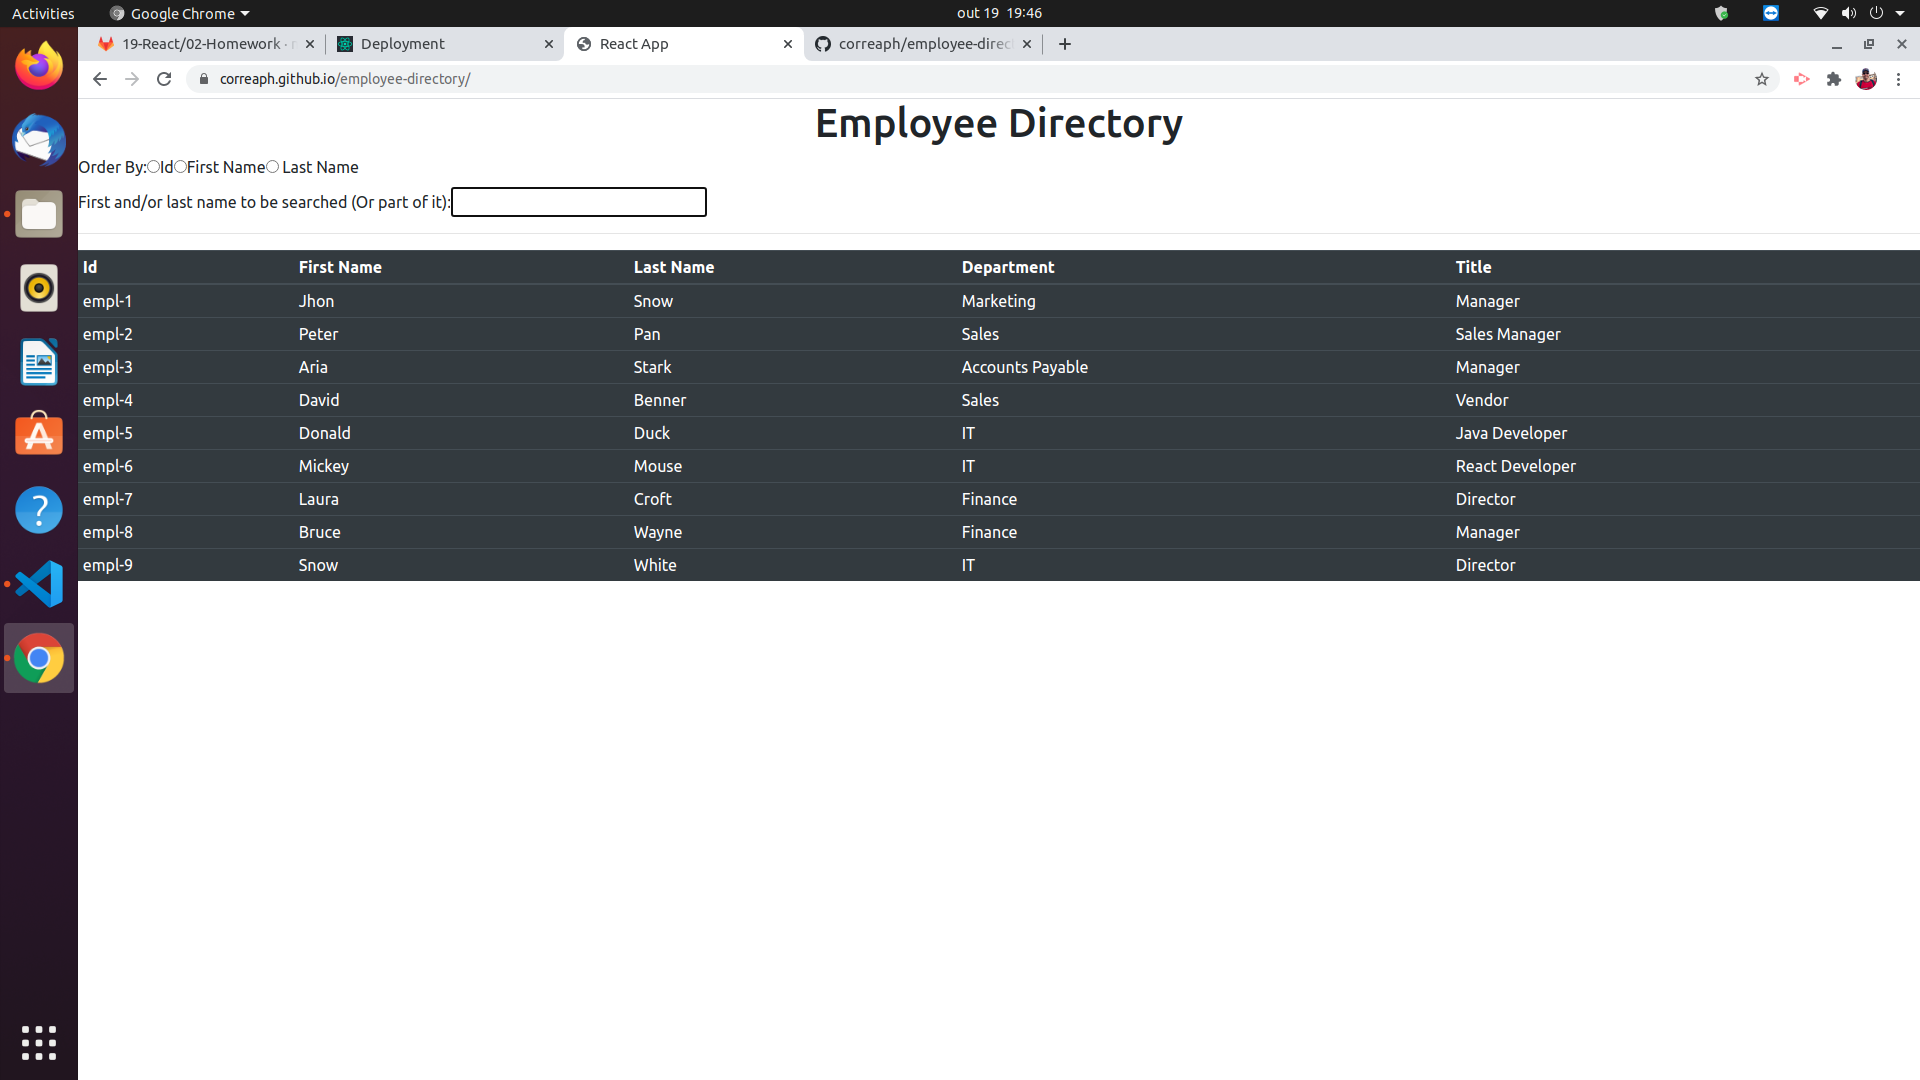 Activities Google Chrome out 19 19:46
19-React/02-Homework · Deployment React App correaph/employee-direc
correaph.github.io/employee-directory/
Employee Directory
Order By: Id First Name Last Name
First and/or last name to be searched (Or part of it):
Id First Name Last Name Department Title
empl-1 Jhon Snow Marketing Manager
empl-2 Peter Pan Sales Sales Manager
empl-3 Aria Stark Accounts Payable Manager
empl-4 David Benner Sales Vendor
empl-5 Donald Duck IT Java Developer
empl-6 Mickey Mouse IT React Developer
empl-7 Laura Croft Finance Director
empl-8 Bruce Wayne Finance Manager
empl-9 Snow White IT Director